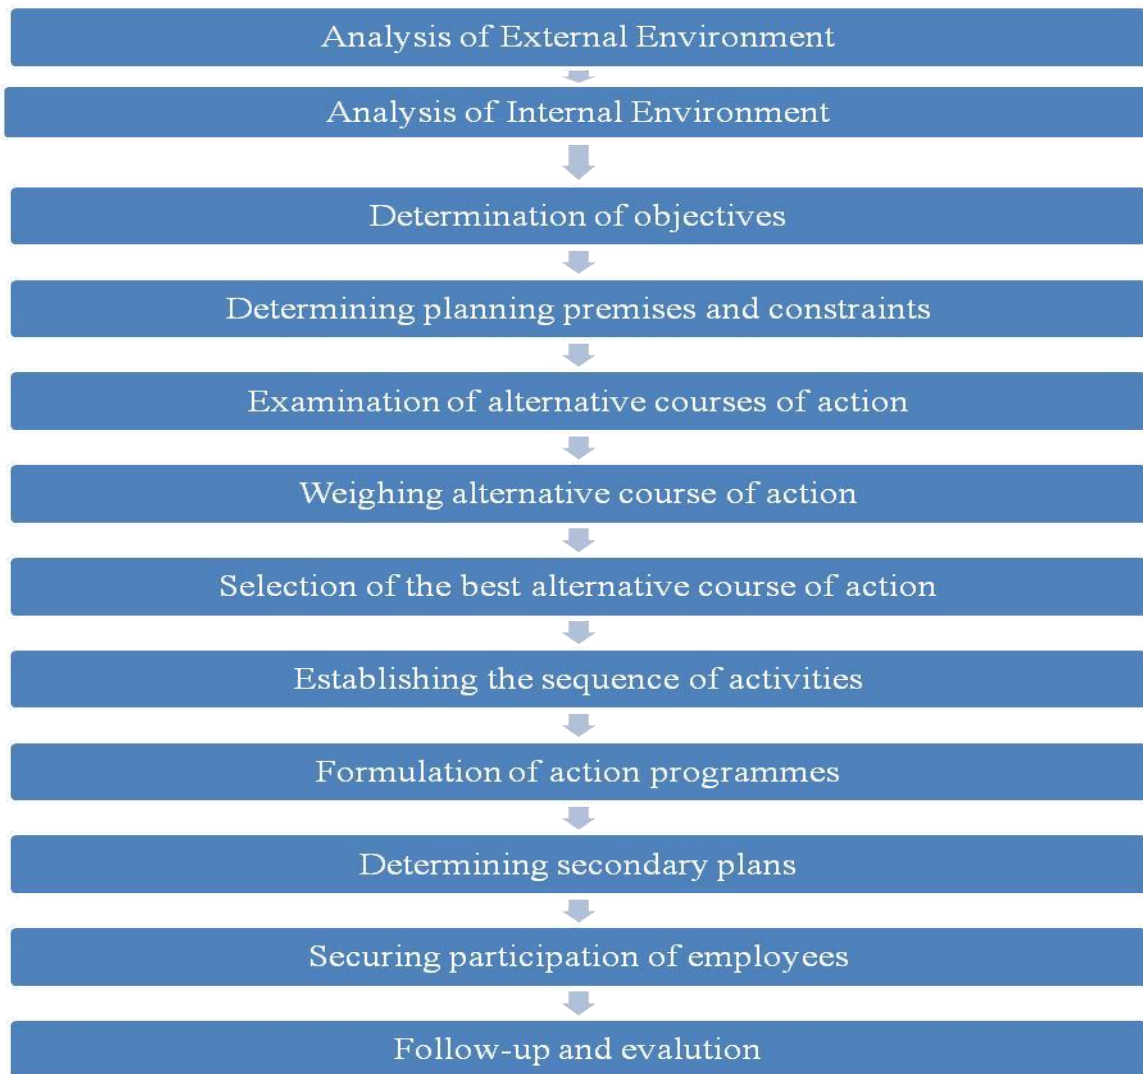 Analysis of External Environment
Analysis of Internal Environment
Determination of objectives
Determining planning premises and constraints
Examination of alternative courses of action
Weighing alternative course of action
Selection of the best alternative course of action
Establishing the sequence of activities
Formulation of action programmes
Determining secondary plans
Securing participation of employees
Follow-up and evalution